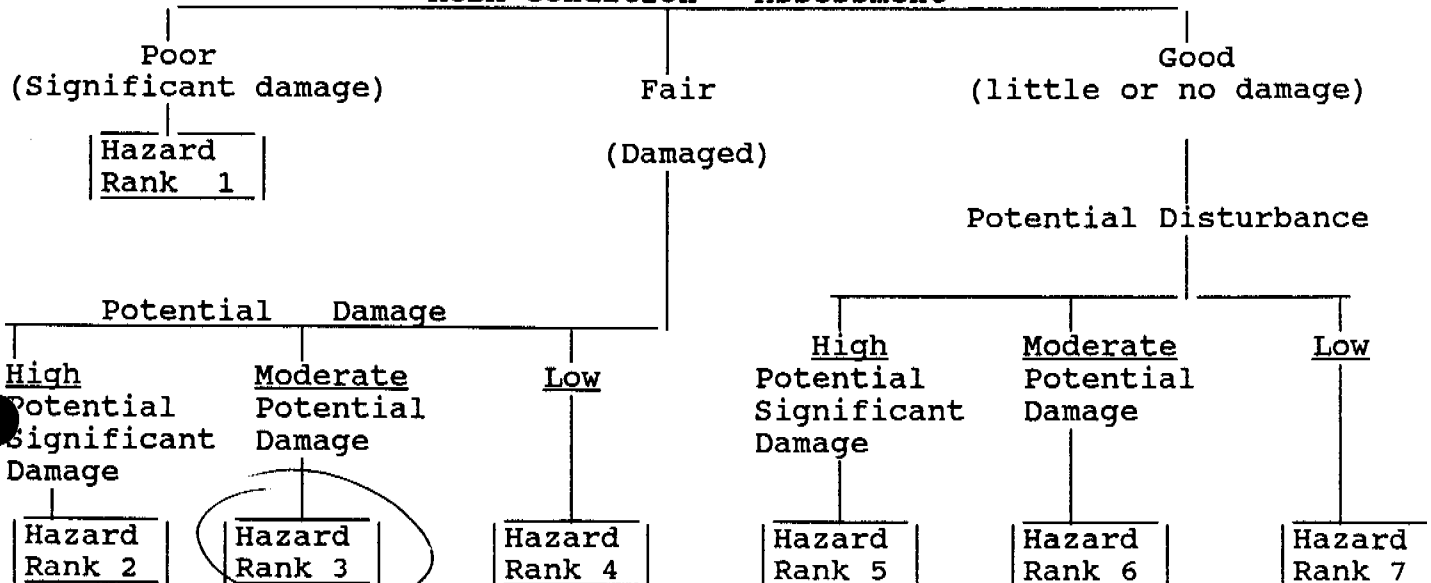 Condition Assessment
Poor
(Significant damage)
Hazard
Rank 1
Fair
(Damaged)
Good
(little or no damage)
Potential Disturbance
Potential Damage
High
Potential
Significant
Damage
Hazard
Rank 2
Moderate
Potential
Damage
Hazard
Rank 3
Low
Hazard
Rank 4
High
Potential
Significant
Damage
Hazard
Rank 5
Moderate
Potential
Damage
Hazard
Rank 6
Low
Hazard
Rank 7